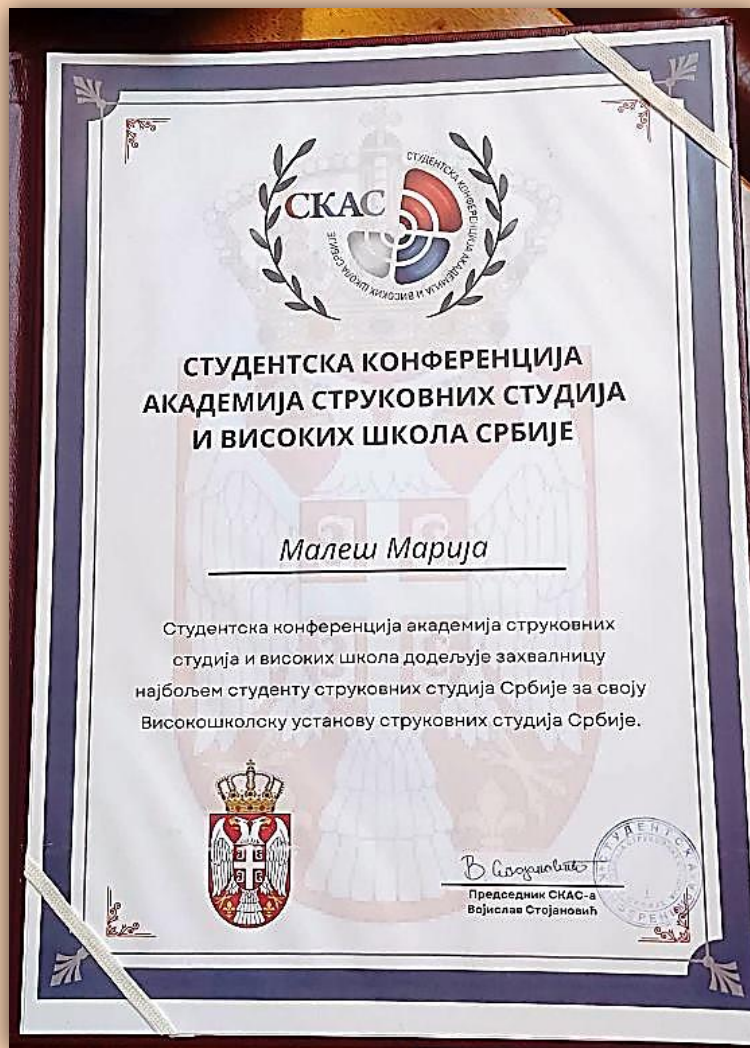 СКАС
СТУДЕНТСКА КОНФЕРЕНЦИЈА АКАДЕМИЈА И ВИСОКИХ ШКОЛА СРБИЈЕ
СТУДЕНТСКА КОНФЕРЕНЦИЈА
АКАДЕМИЈА СТРУКОВНИХ СТУДИЈА
И ВИСОКИХ ШКОЛА СРБИЈЕ
Малеш Марија
Студентска конференција академија струковних
студија и високих школа додељује захвалницу
најбољем студенту струковних студија Србије за своју
Високошколску установу струковних студија Србије.
В Стојановић
Председник СКАС-а
Војислав Стојановић
СТУДЕНТСКА